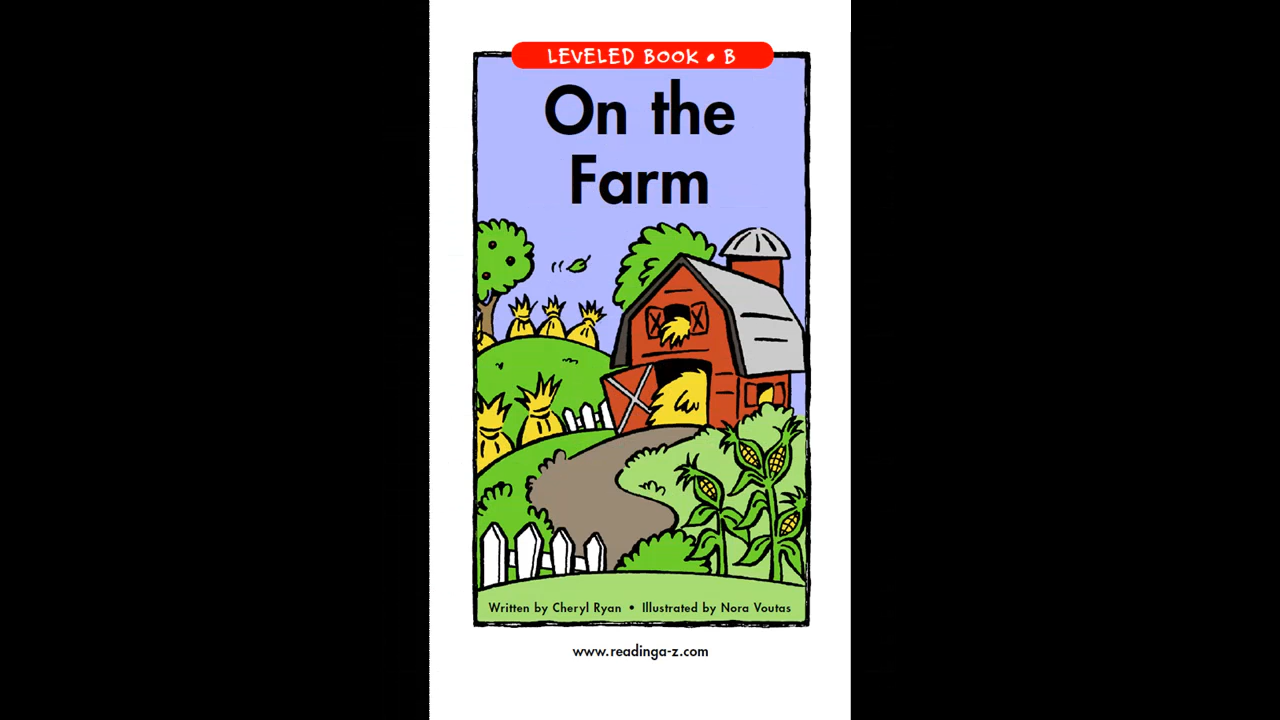 LEVELED BOOK • B
On the
Farm
Written by Cheryl Ryan • Illustrated by Nora Voutas
www.readinga-z.com